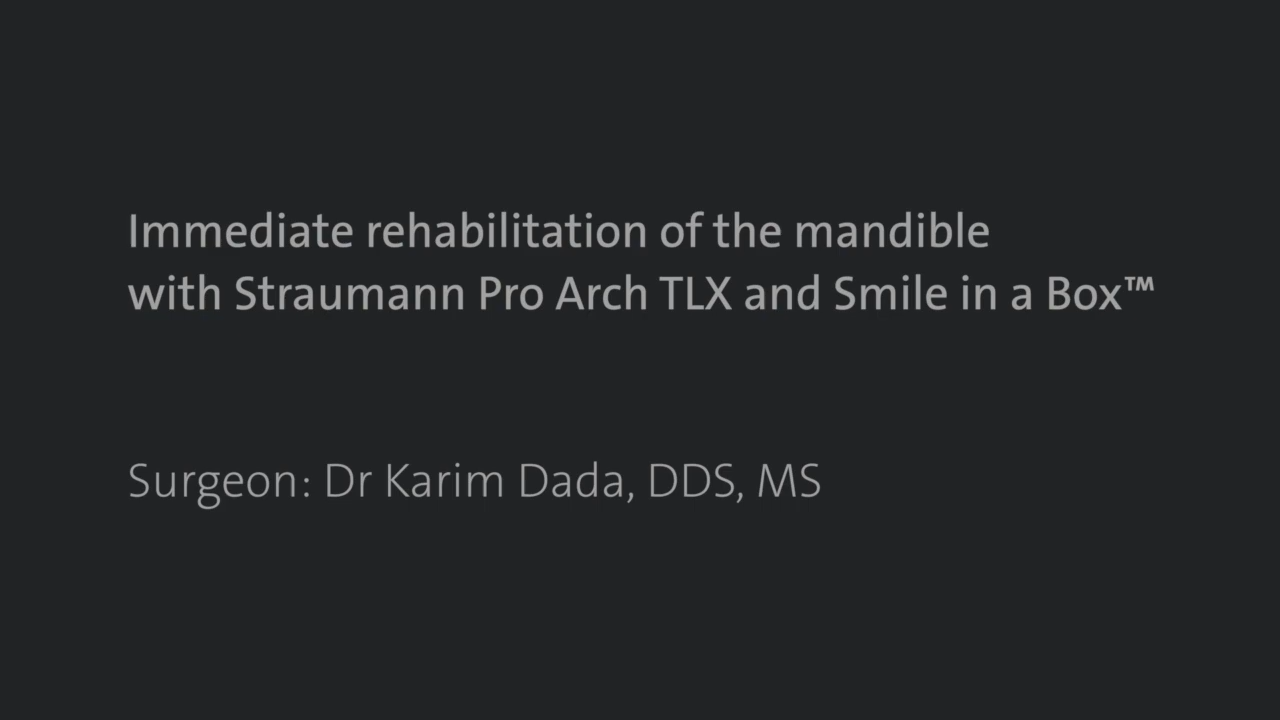 Immediate rehabilitation of the mandible
with Straumann Pro Arch TLX and Smile in a Box™
Surgeon: Dr Karim Dada, DDS, MS